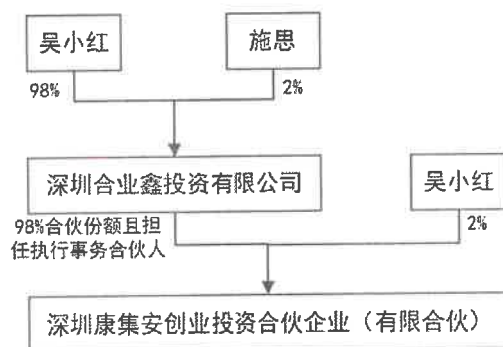 吴小红
施思
98%
2%
深圳合业鑫投资有限公司
吴小红
98%合伙份额且担
任执行事务合伙人
2%
深圳康集安创业投资合伙企业（有限合伙）